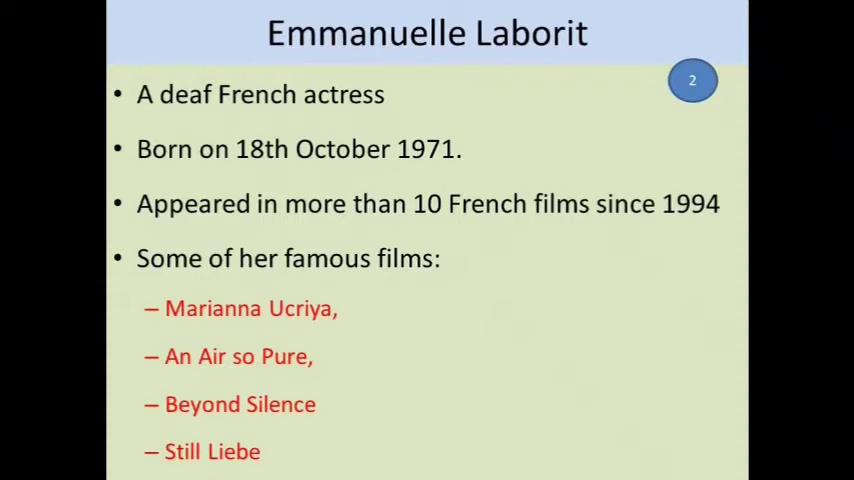 Emmanuelle Laborit
2
• A deaf French actress
• Born on 18th October 1971.
• Appeared in more than 10 French films since 1994
• Some of her famous films:
– Marianna Ucriya,
– An Air so Pure,
– Beyond Silence
– Still Liebe